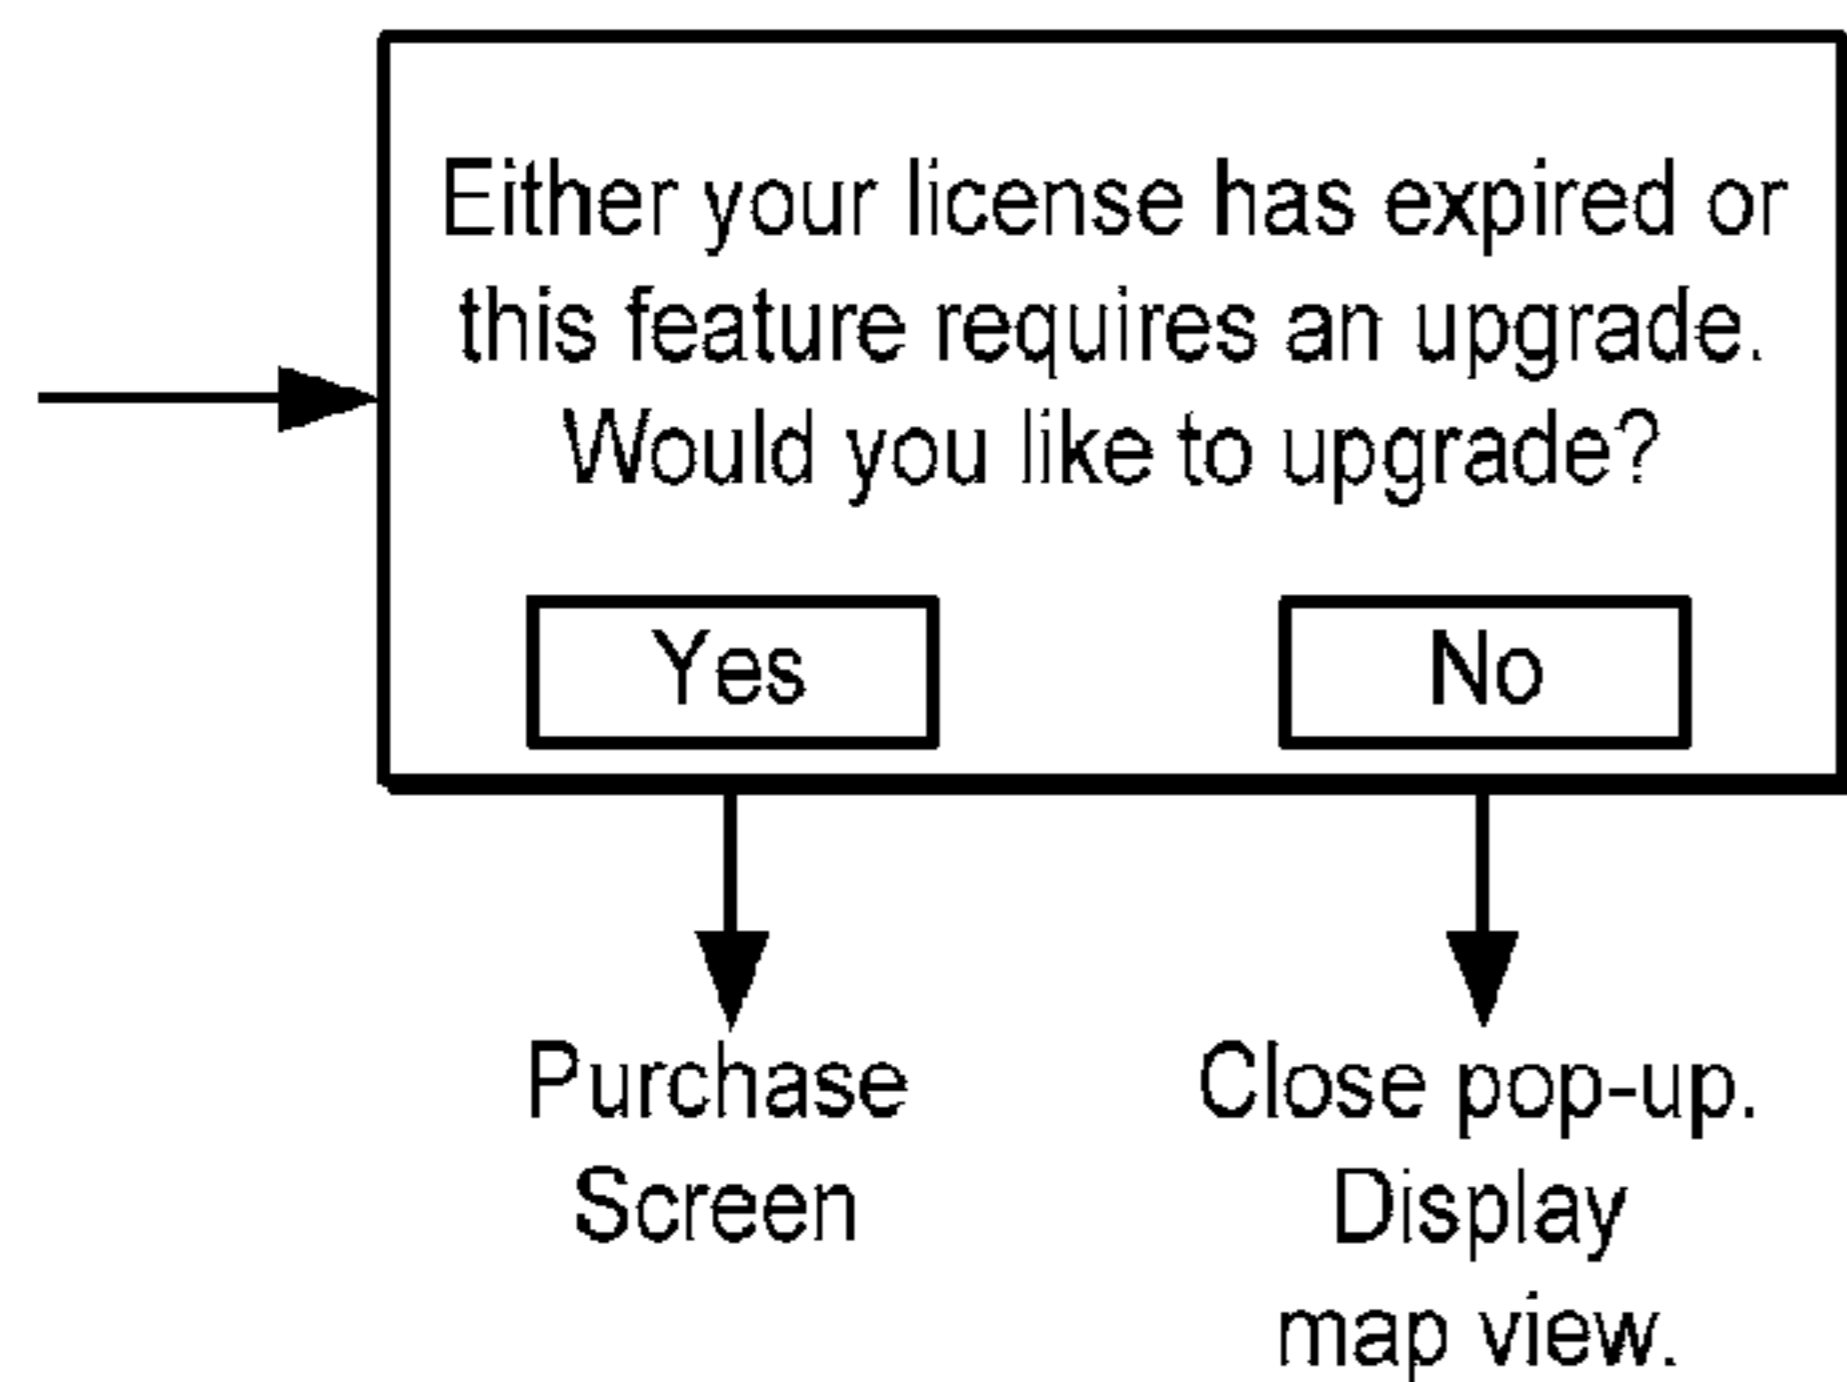 Either your license has expired or
this feature requires an upgrade.
Would you like to upgrade?
Yes
No
Purchase
Screen
Close pop-up.
Display
map view.